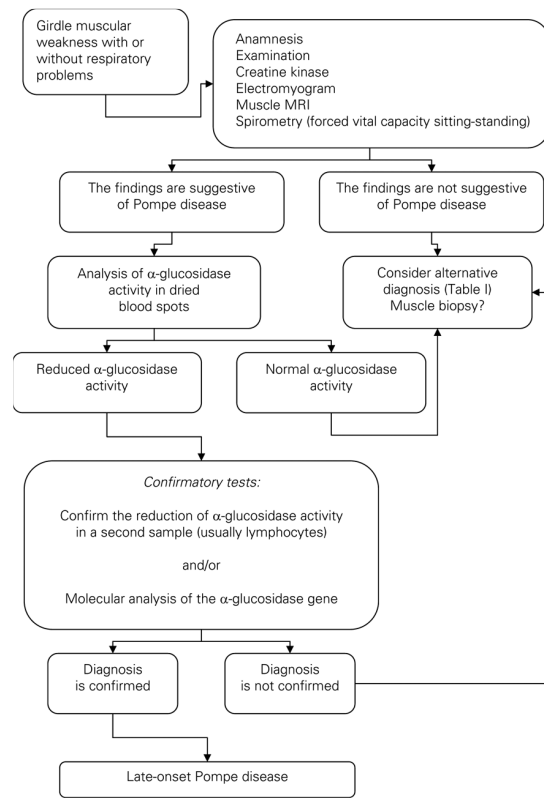 Girdle muscular
weakness with or
without respiratory
problems
Anamnesis
Examination
Creatine kinase
Electromyogram
Muscle MRI
Spirometry (forced vital capacity sitting-standing)
The findings are suggestive
of Pompe disease
The findings are not suggestive
of Pompe disease
Analysis of α-glucosidase
activity in dried
blood spots
Consider alternative
diagnosis (Table I)
Muscle biopsy?
Reduced α-glucosidase
activity
Normal α-glucosidase
activity
Confirmatory tests:
Confirm the reduction of α-glucosidase activity
in a second sample (usually lymphocytes)
and/or
Molecular analysis of the α-glucosidase gene
Diagnosis
is confirmed
Diagnosis
is not confirmed
Late-onset Pompe disease